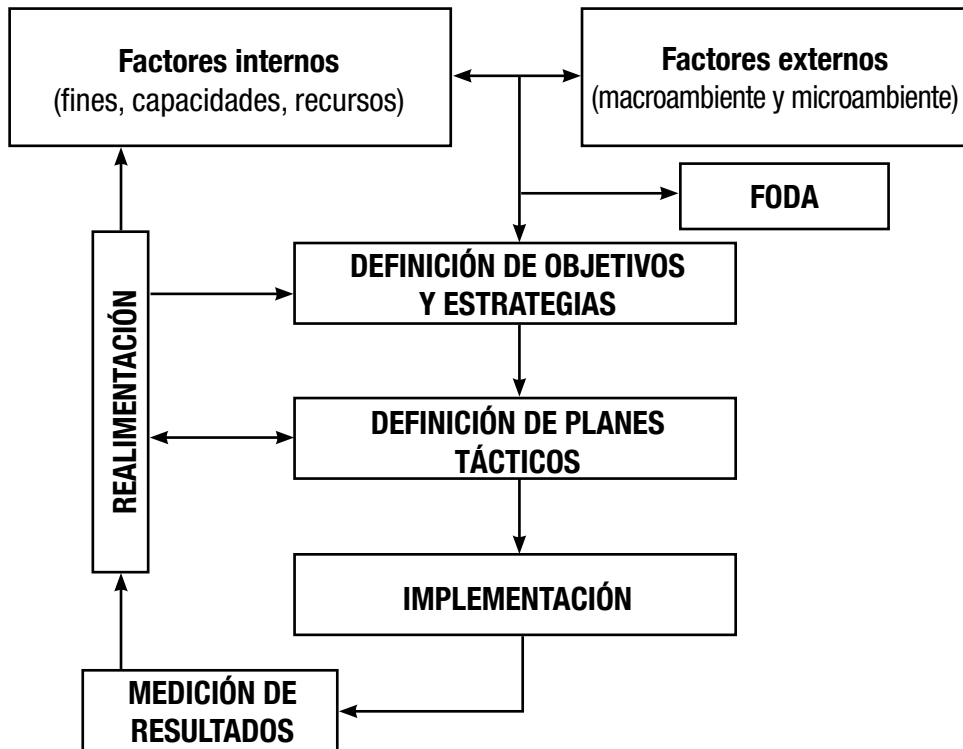 Factores internos
(fines, capacidades, recursos)
Factores externos
(macroambiente y microambiente)
FODA
DEFINICIÓN DE OBJETIVOS
Y ESTRATEGIAS
REALIMENTACIÓN
DEFINICIÓN DE PLANES
TÁCTICOS
IMPLEMENTACIÓN
MEDICIÓN DE
RESULTADOS